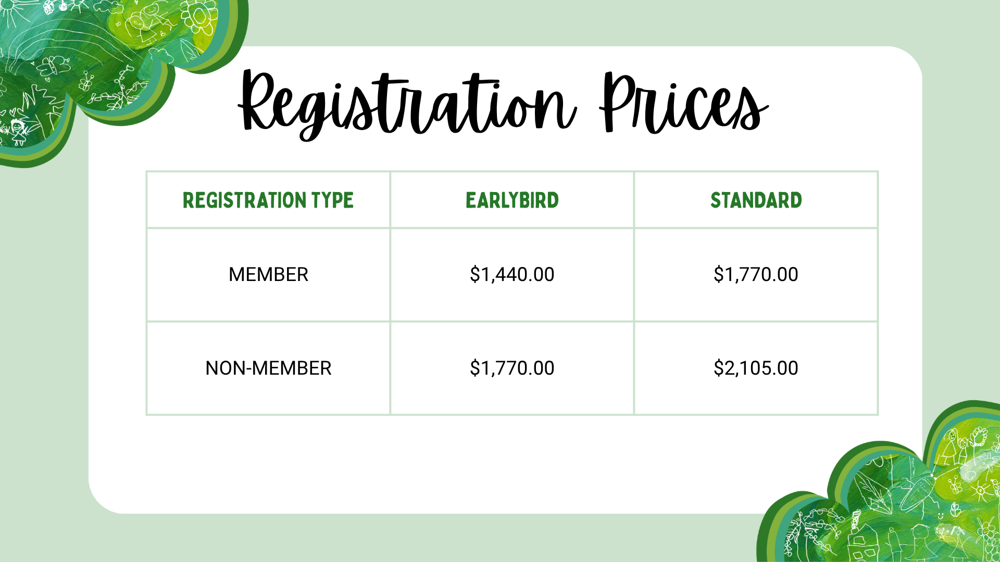 Registration Prices
REGISTRATION TYPE EARLYBIRD STANDARD
MEMBER $1,440.00 $1,770.00
NON-MEMBER $1,770.00 $2,105.00